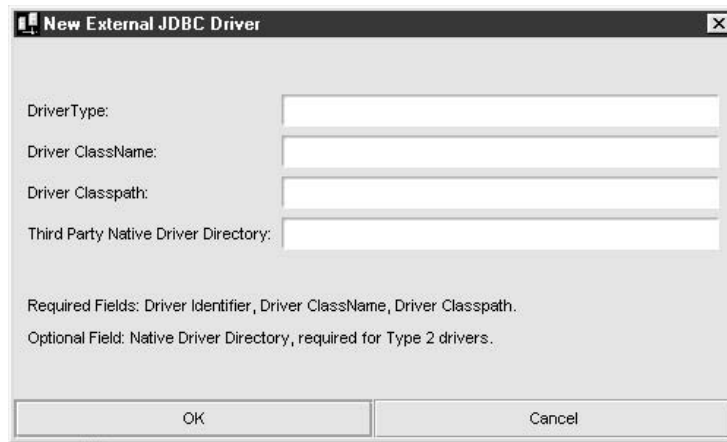 New External JDBC Driver
DriverType:
Driver ClassName:
Driver Classpath:
Third Party Native Driver Directory:
Required Fields: Driver Identifier, Driver ClassName, Driver Classpath.
Optional Field: Native Driver Directory, required for Type 2 drivers.
OK
Cancel